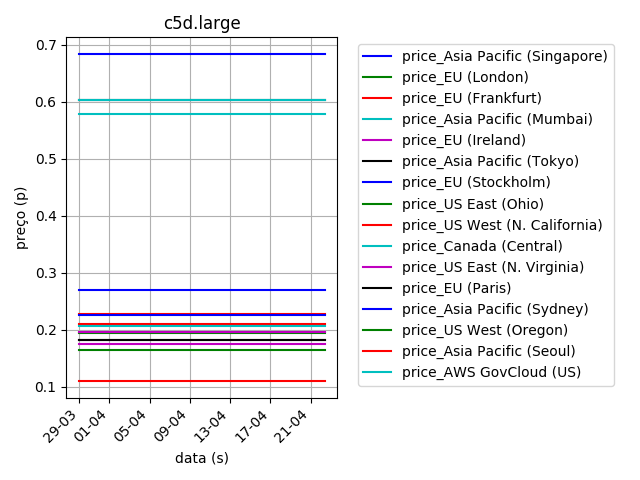 c5d.large
0.7
0.6
0.5
0.4
0.3
0.2
0.1
preço (p)
29-03
01-04
05-04
09-04
13-04
17-04
21-04
data (s)
price_Asia Pacific (Singapore)
price_EU (London)
price_EU (Frankfurt)
price_Asia Pacific (Mumbai)
price_EU (Ireland)
price_Asia Pacific (Tokyo)
price_EU (Stockholm)
price_US East (Ohio)
price_US West (N. California)
price_Canada (Central)
price_US East (N. Virginia)
price_EU (Paris)
price_Asia Pacific (Sydney)
price_US West (Oregon)
price_Asia Pacific (Seoul)
price_AWS GovCloud (US)